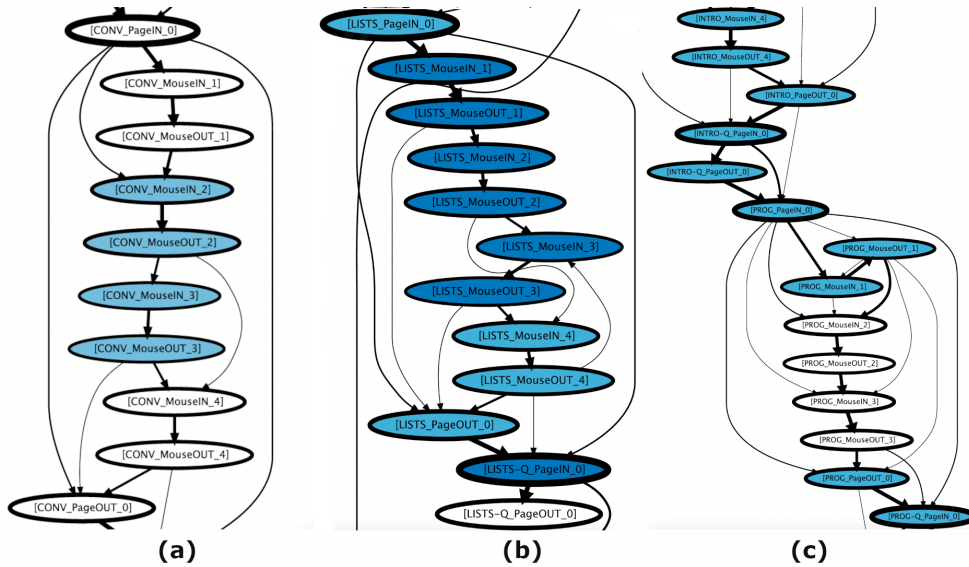 [CONV_PageIN_0]
[CONV_MouseIN_1]
[CONV_MouseOUT_1]
[CONV_MouseIN_2]
[CONV_MouseOUT_2]
[CONV_MouseIN_3]
[CONV_MouseOUT_3]
[CONV_MouseIN_4]
[CONV_MouseOUT_4]
[CONV_PageOUT_0]
(a)
[LISTS_PageIN_0]
[LISTS_MouseIN_1]
[LISTS_MouseOUT_1]
[LISTS_MouseIN_2]
[LISTS_MouseOUT_2]
[LISTS_MouseIN_3]
[LISTS_MouseOUT_3]
[LISTS_MouseIN_4]
[LISTS_MouseOUT_4]
[LISTS_PageOUT_0]
[LISTS-Q_PageIN_0]
[LISTS-Q_PageOUT_0]
(b)
[INTRO_MouseIN_4]
[INTRO_MouseOUT_4]
[INTRO_PageOUT_0]
[INTRO-Q_PageIN_0]
[INTRO-Q_PageOUT_0]
[PROG_PageIN_0]
[PROG_MouseOUT_1]
[PROG_MouseIN_1]
[PROG_MouseIN_2]
[PROG_MouseOUT_2]
[PROG_MouseIN_3]
[PROG_MouseOUT_3]
[PROG_PageOUT_0]
[PROG-Q_PageIN_0]
(c)